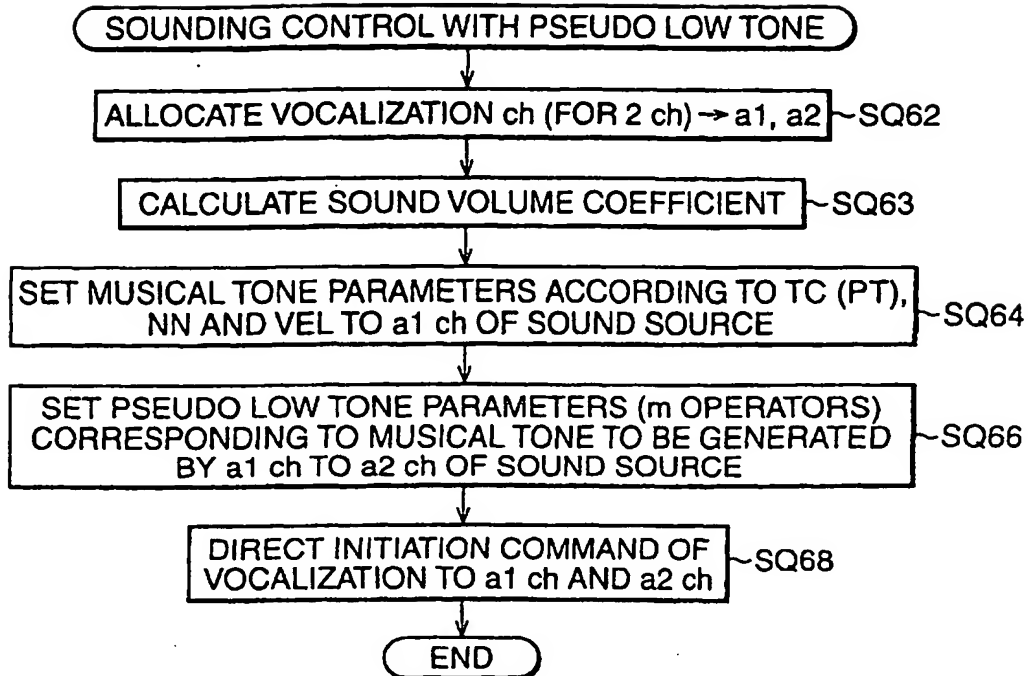 SOUNDING CONTROL WITH PSEUDO LOW TONE
ALLOCATE VOCALIZATION ch (FOR 2 ch) → a1, a2
SQ62
CALCULATE SOUND VOLUME COEFFICIENT
SQ63
SET MUSICAL TONE PARAMETERS ACCORDING TO TC (PT),
NN AND VEL TO a1 ch OF SOUND SOURCE
SQ64
SET PSEUDO LOW TONE PARAMETERS (m OPERATORS)
CORRESPONDING TO MUSICAL TONE TO BE GENERATED
BY a1 ch TO a2 ch OF SOUND SOURCE
SQ66
DIRECT INITIATION COMMAND OF
VOCALIZATION TO a1 ch AND a2 ch
SQ68
END